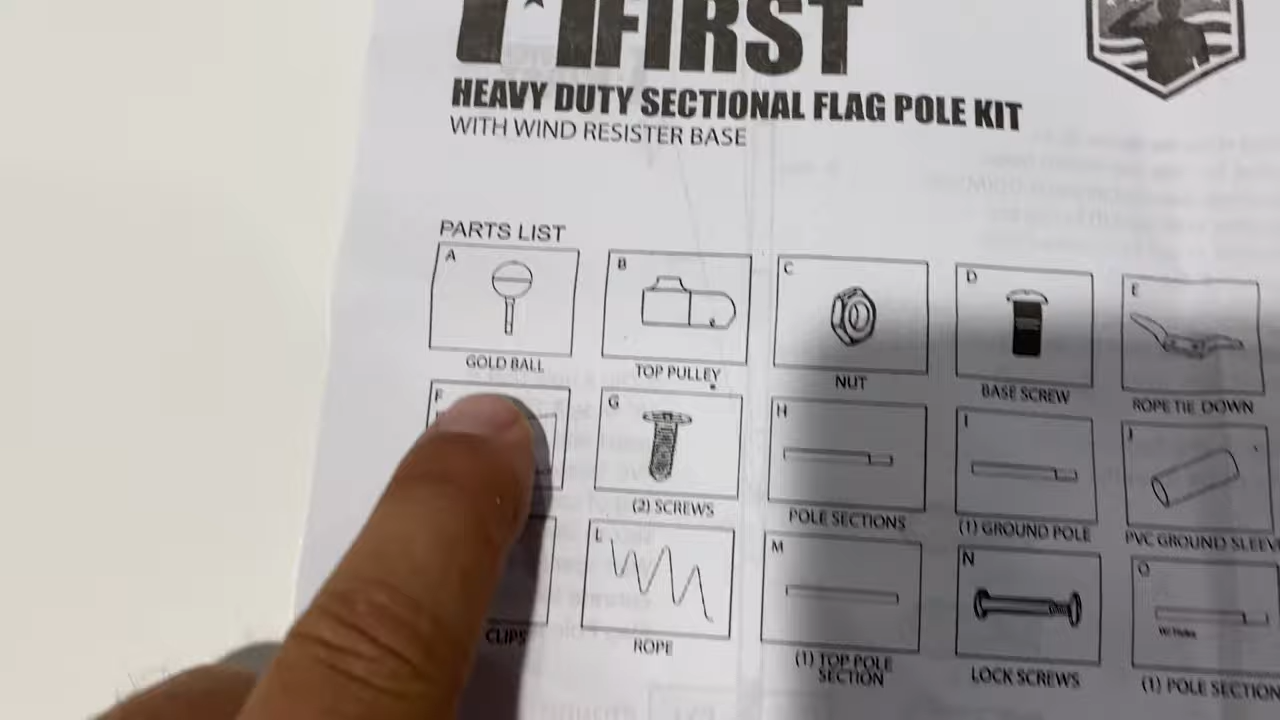 FIRST
HEAVY DUTY SECTIONAL FLAG POLE KIT
WITH WIND RESISTER BASE
PARTS LIST
A
B
C
D
E
GOLD BALL
TOP PULLEY
NUT
BASE SCREW
ROPE TIE DOWN
F
G
H
I
J
(2) SCREWS
POLE SECTIONS
(1) GROUND POLE
PVC GROUND SLEEV
L
M
N
O
W/ Holes
CLIPS
ROPE
(1) TOP POLE
SECTION
LOCK SCREWS
(1) POLE SECTION